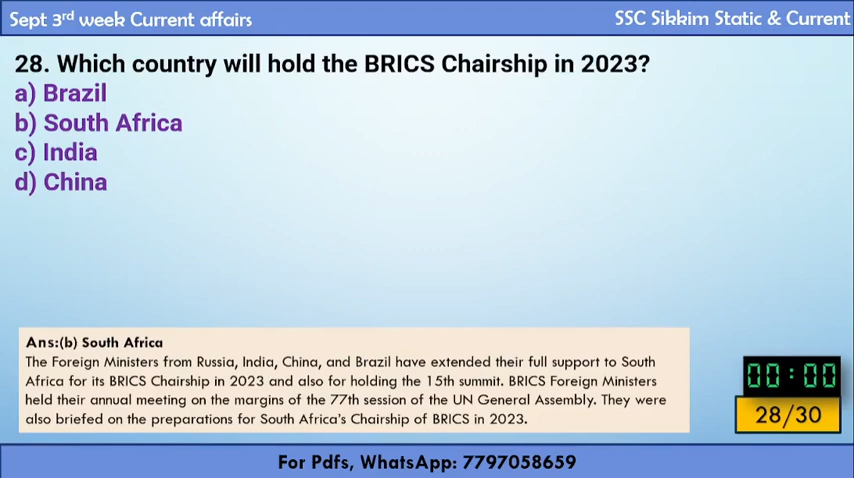 Sept 3rd week Current affairs
SSC Sikkim Static & Current
28. Which country will hold the BRICS Chairship in 2023?
a) Brazil
b) South Africa
c) India
d) China
Ans:(b) South Africa
The Foreign Ministers from Russia, India, China, and Brazil have extended their full support to South
Africa for its BRICS Chairship in 2023 and also for holding the 15th summit. BRICS Foreign Ministers
held their annual meeting on the margins of the 77th session of the UN General Assembly. They were
also briefed on the preparations for South Africa's Chairship of BRICS in 2023.
00:00
28/30
For Pdfs, WhatsApp: 7797058659